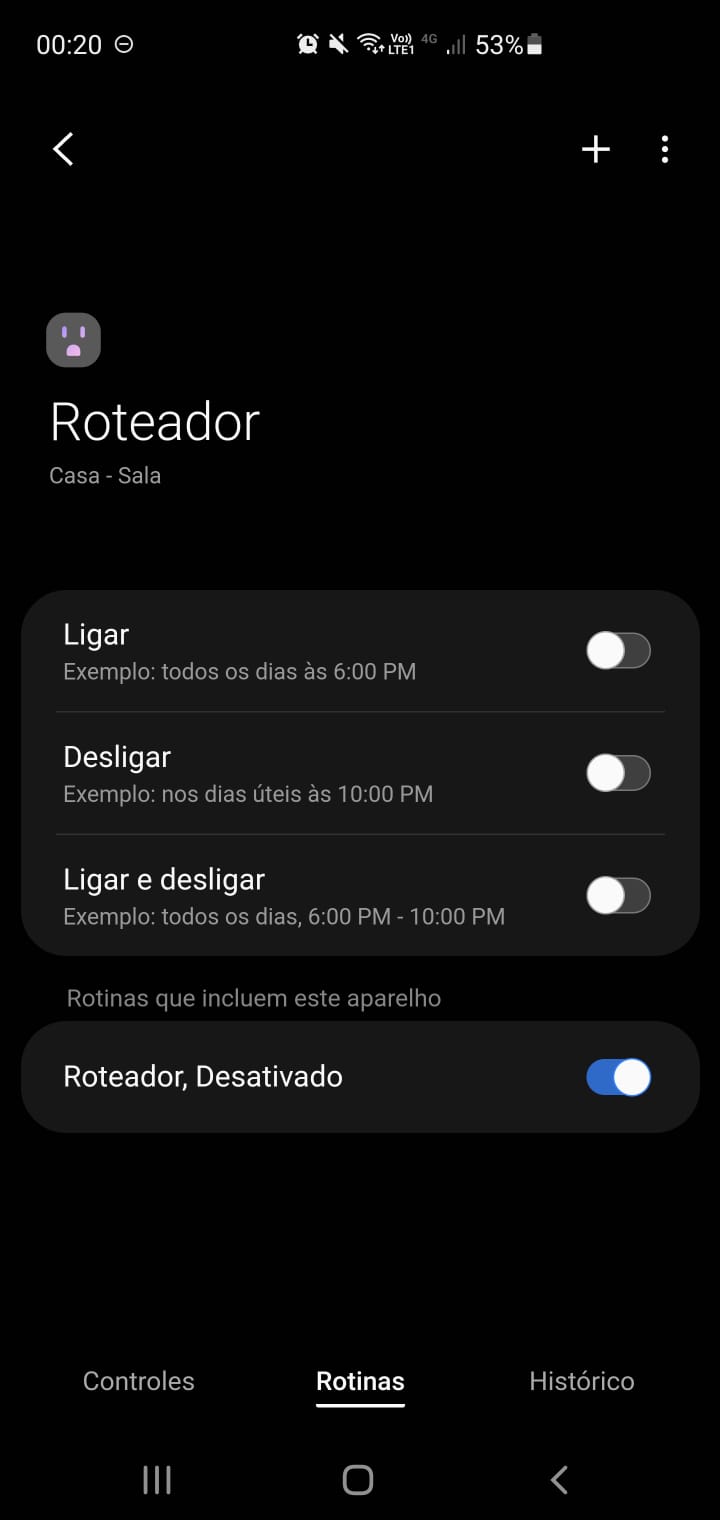 00:20 Vo)) LTE1 4G 53%
Roteador
Casa - Sala
Ligar
Exemplo: todos os dias às 6:00 PM
Desligar
Exemplo: nos dias úteis às 10:00 PM
Ligar e desligar
Exemplo: todos os dias, 6:00 PM - 10:00 PM
Rotinas que incluem este aparelho
Roteador, Desativado
Controles Rotinas Histórico